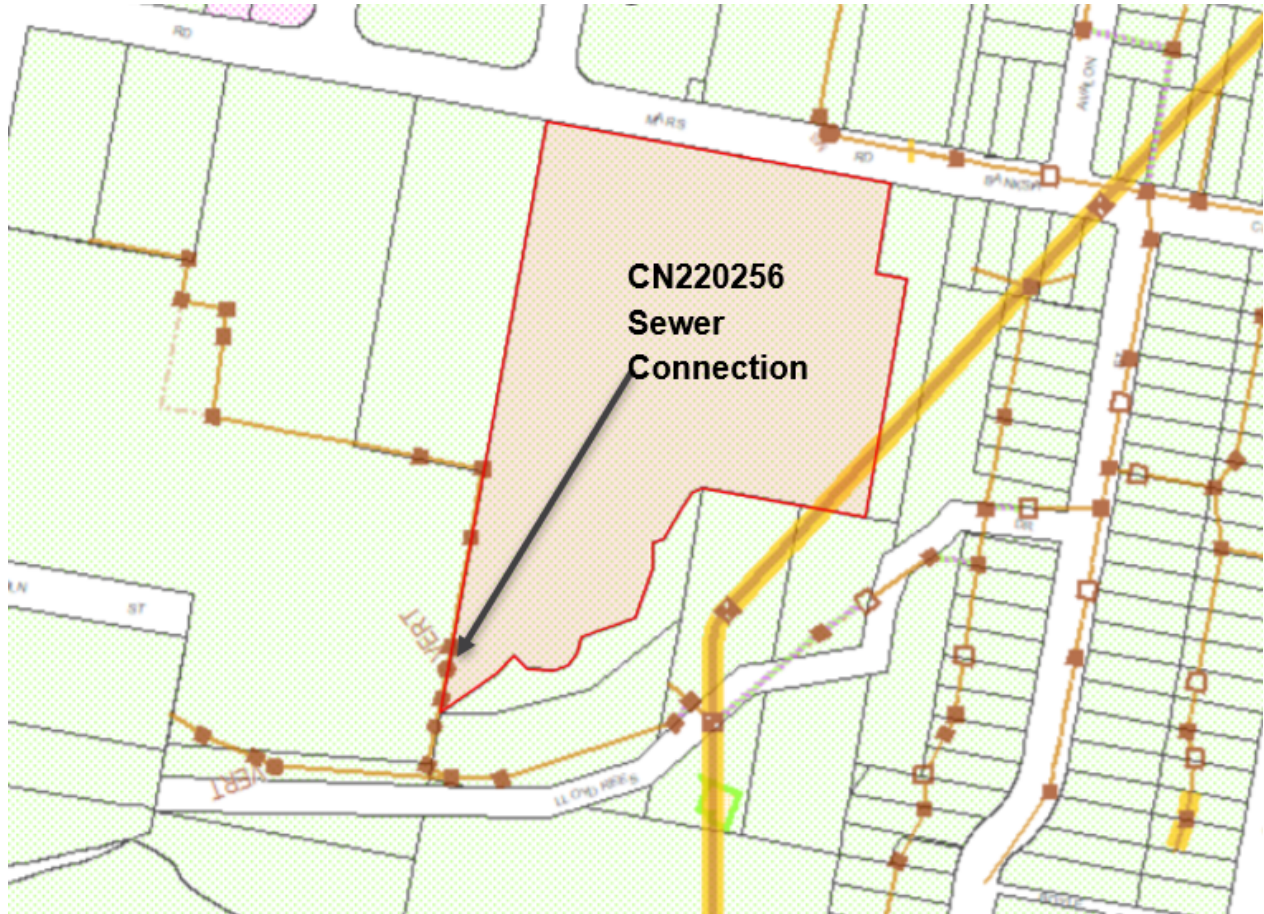 RD
MARS
RD
BANKSIA
AVALON
CN220256
Sewer
Connection
ST
DR
VERT
VERT
LLOYD REES